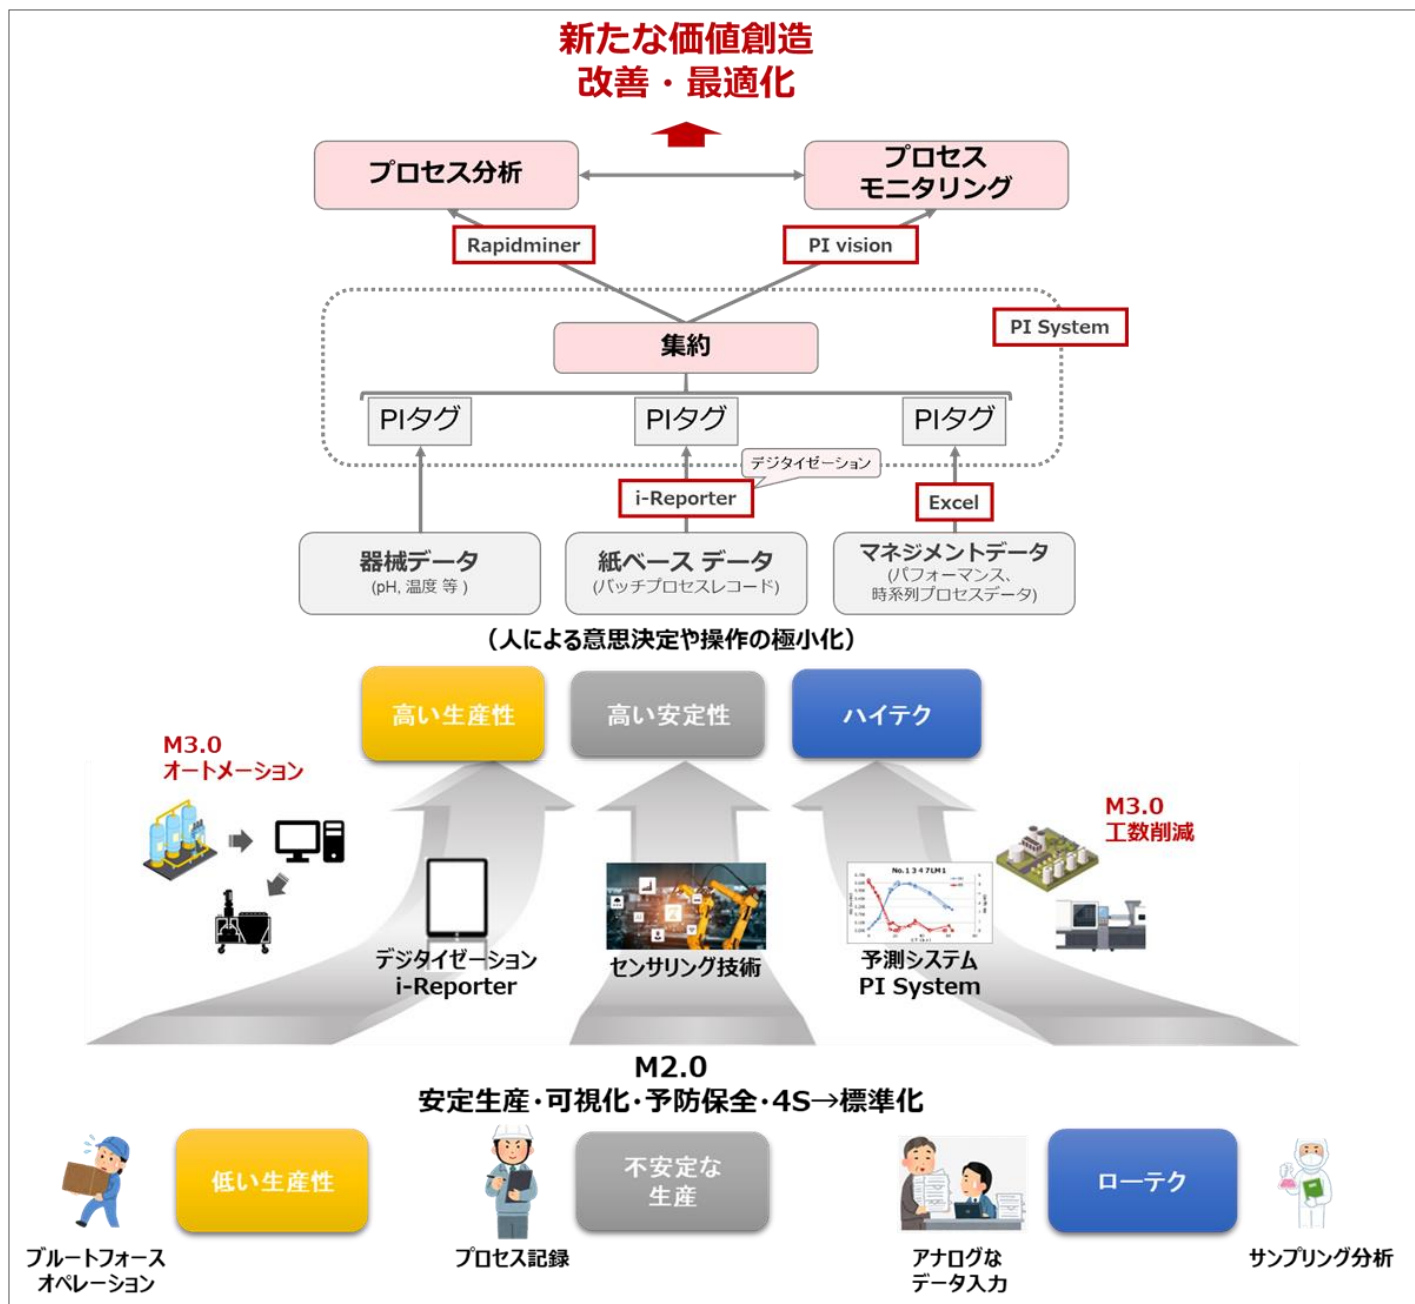 新たな価値創造
改善・最適化
プロセス分析
プロセス
モニタリング
Rapidminer
PI vision
PI System
集約
PIタグ
PIタグ
PIタグ
デジタイゼーション
i-Reporter
Excel
器械データ
(pH, 温度 等 )
紙ベース データ
(バッチプロセスレコード)
マネジメントデータ
(パフォーマンス、
時系列プロセスデータ)
（人による意思決定や操作の極小化）
高い生産性
高い安定性
ハイテク
M3.0
オートメーション
M3.0
工数削減
No.1 3 4 7LM1
デジタイゼーション
i-Reporter
センサリング技術
予測システム
PI System
M2.0
安定生産・可視化・予防保全・4S→標準化
低い生産性
不安定な
生産
ローテク
ブルートフォース
オペレーション
プロセス記録
アナログな
データ入力
サンプリング分析